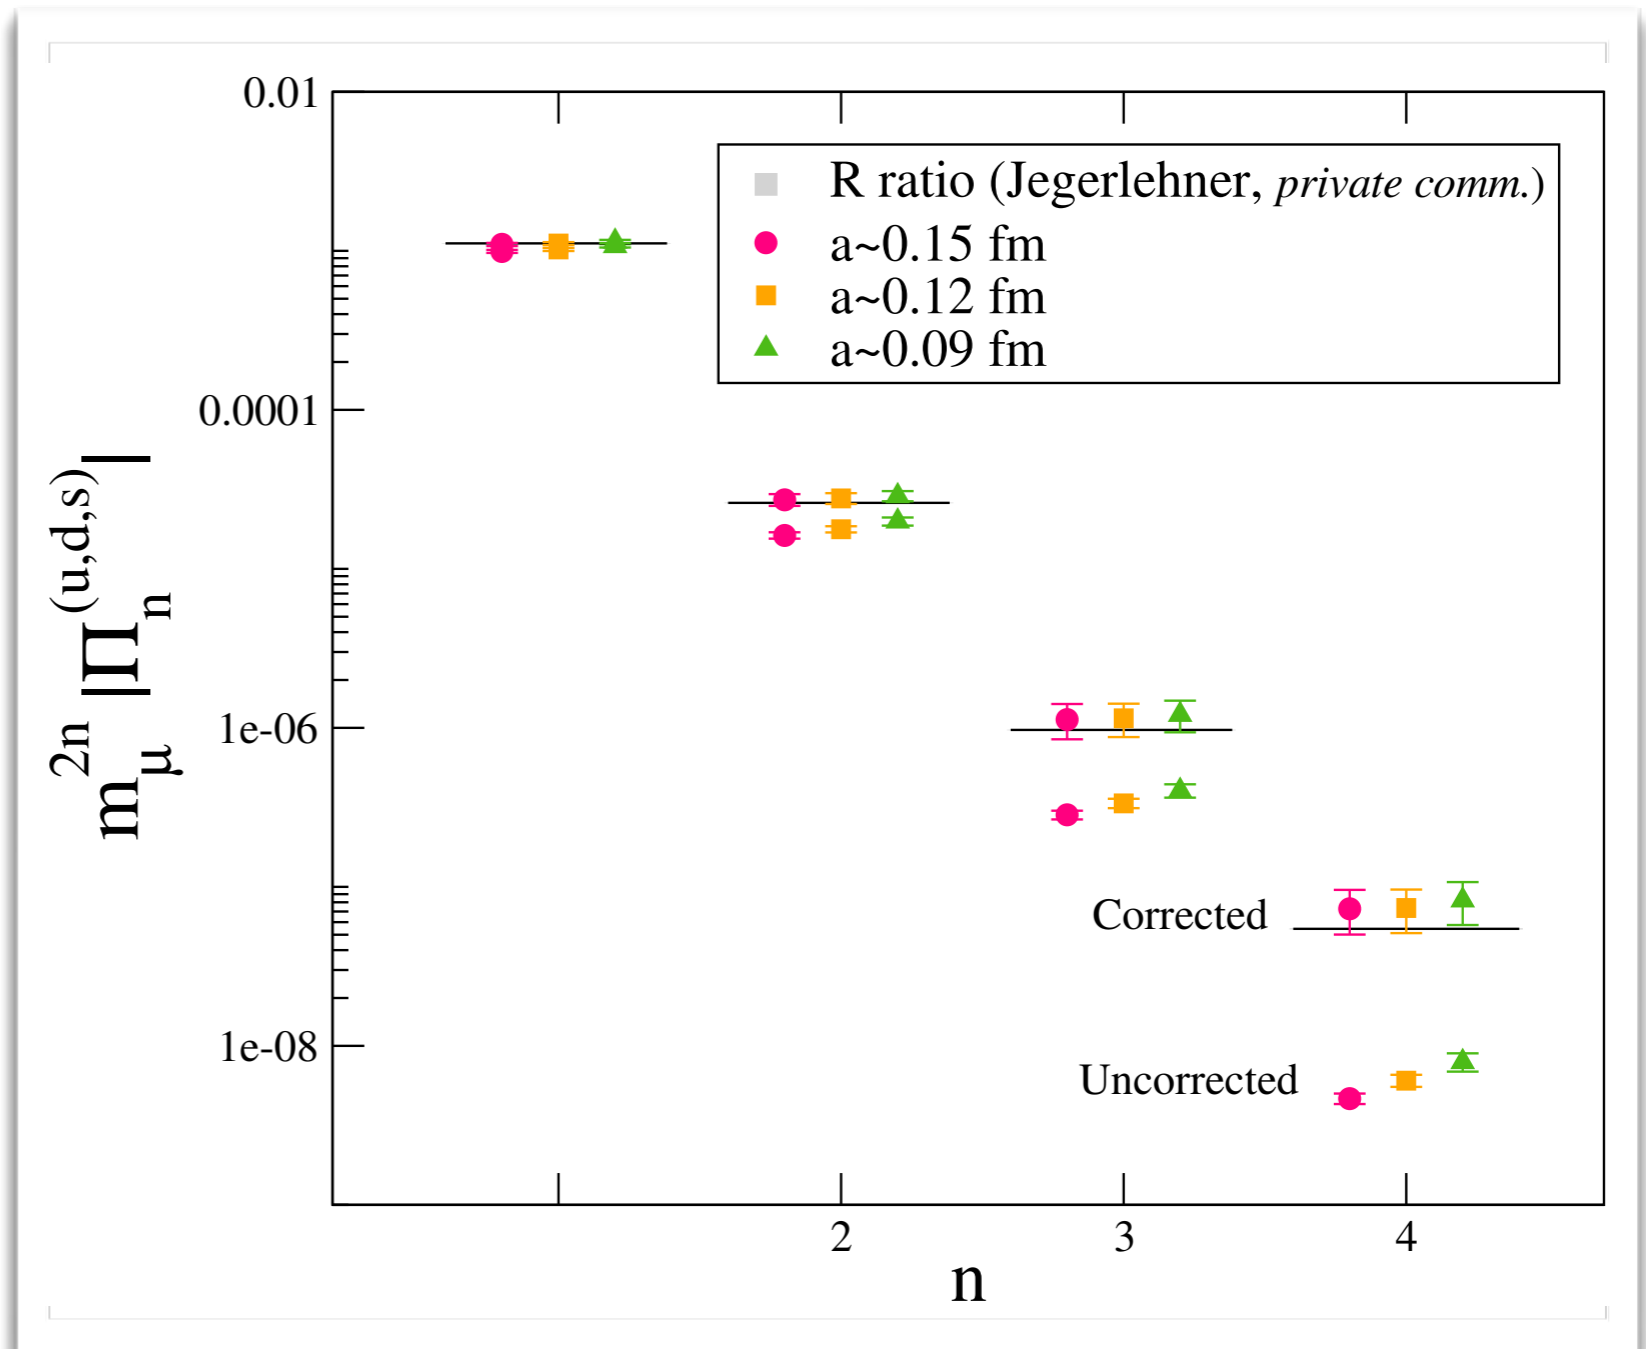 0.01
R ratio (Jegerlehner, private comm.)
a~0.15 fm
a~0.12 fm
a~0.09 fm
0.0001
m_μ^2n |Π_n^(u,d,s)|
1e-06
Corrected
1e-08
Uncorrected
2 3 4
n